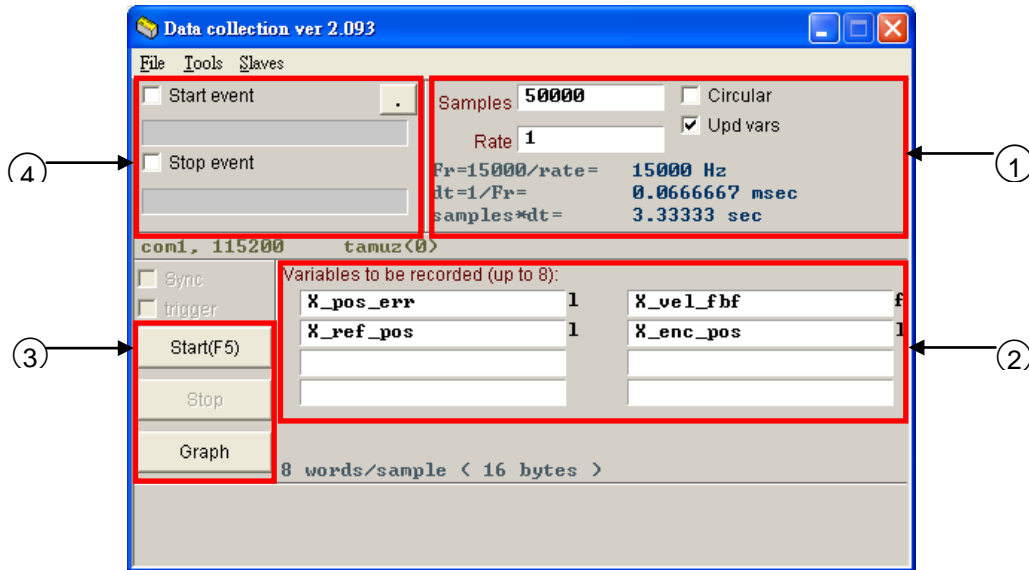 Data collection ver 2.093
File Tools Slaves
Start event
.
Stop event
Samples 50000
Circular
Rate 1
Upd vars
Fr=15000/rate= 15000 Hz
dt=1/Fr= 0.0666667 msec
samples*dt= 3.33333 sec
4
1
com1, 115200 tamuz(0)
Sync
trigger
Variables to be recorded (up to 8):
X_pos_err l X_vel_fbf f
X_ref_pos l X_enc_pos l
Start(F5)
Stop
Graph
3
2
8 words/sample ( 16 bytes )